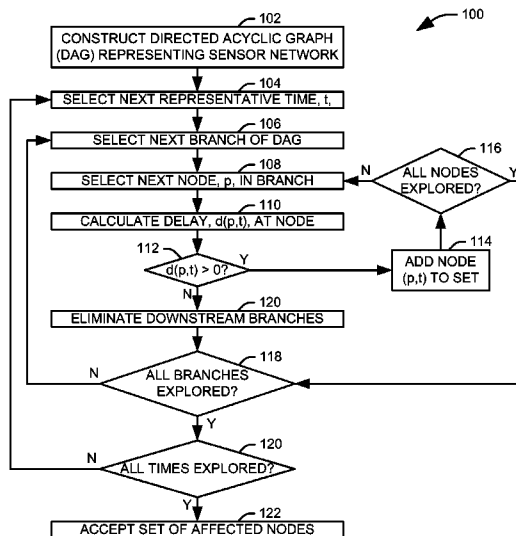 100
102
CONSTRUCT DIRECTED ACYCLIC GRAPH
(DAG) REPRESENTING SENSOR NETWORK
104
SELECT NEXT REPRESENTATIVE TIME, t,
106
SELECT NEXT BRANCH OF DAG
108
SELECT NEXT NODE, p, IN BRANCH
116
N
ALL NODES
EXPLORED?
Y
110
CALCULATE DELAY, d(p,t), AT NODE
112
d(p,t) > 0?
Y
N
114
ADD NODE
(p,t) TO SET
120
ELIMINATE DOWNSTREAM BRANCHES
118
N
ALL BRANCHES
EXPLORED?
Y
120
N
ALL TIMES EXPLORED?
Y
122
ACCEPT SET OF AFFECTED NODES